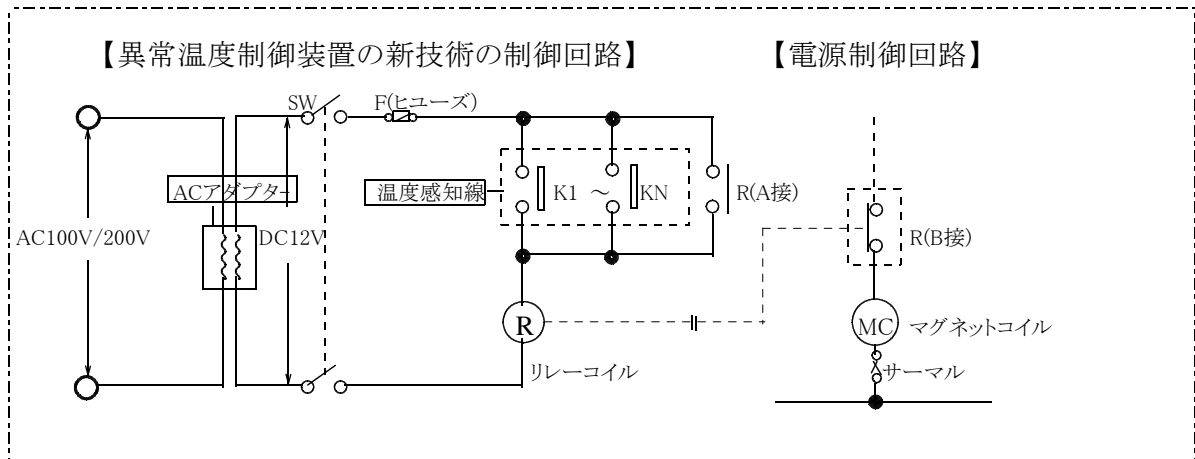 【異常温度制御装置の新技術の制御回路】
【電源制御回路】
SW
F(ヒューズ)
ACアダプター
温度感知線
K1 ～ KN
R(A接)
AC100V/200V
DC12V
R(B接)
R
MC
マグネットコイル
リレーコイル
サーマル